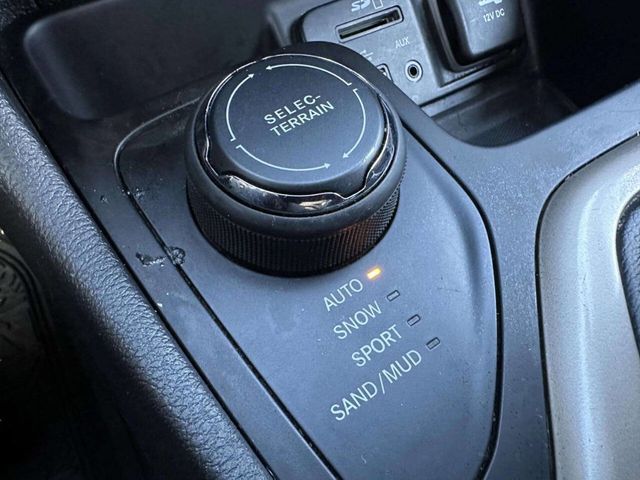 SD
12V DC
AUX
SELEC-
TERRAIN
AUTO
SNOW
SPORT
SAND/MUD